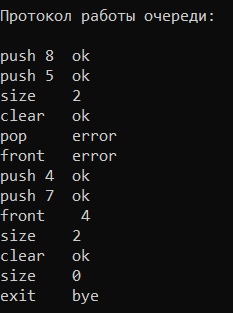 Протокол работы очереди:

push 8  ok
push 5  ok
size    2
clear   ok
pop     error
front   error
push 4  ok
push 7  ok
front    4
size    2
clear   ok
size    0
exit    bye